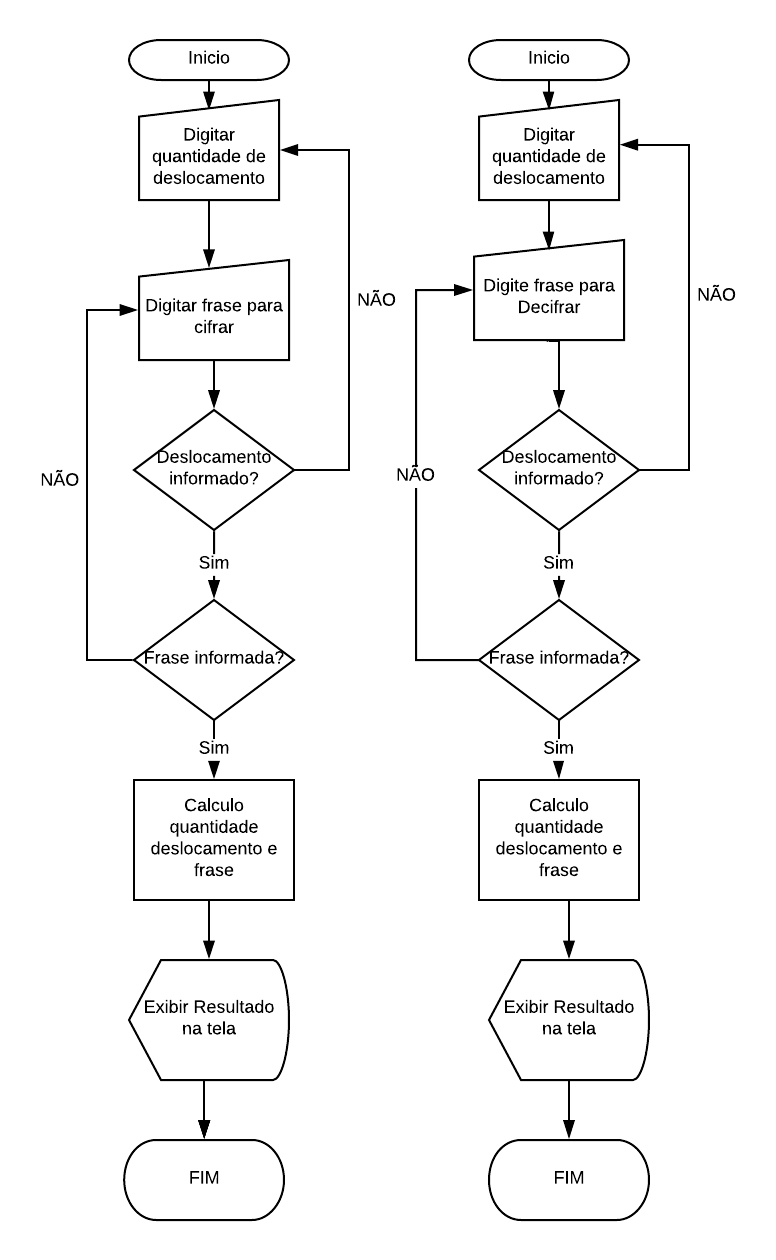 Inicio
Digitar
quantidade de
deslocamento
Digitar frase para
cifrar
NÃO
Deslocamento
informado?
NÃO
Sim
Frase informada?
Sim
Calculo
quantidade
deslocamento e
frase
Exibir Resultado
na tela
FIM
Inicio
Digitar
quantidade de
deslocamento
Digite frase para
Decifrar
NÃO
Deslocamento
informado?
NÃO
Sim
Frase informada?
Sim
Calculo
quantidade
deslocamento e
frase
Exibir Resultado
na tela
FIM